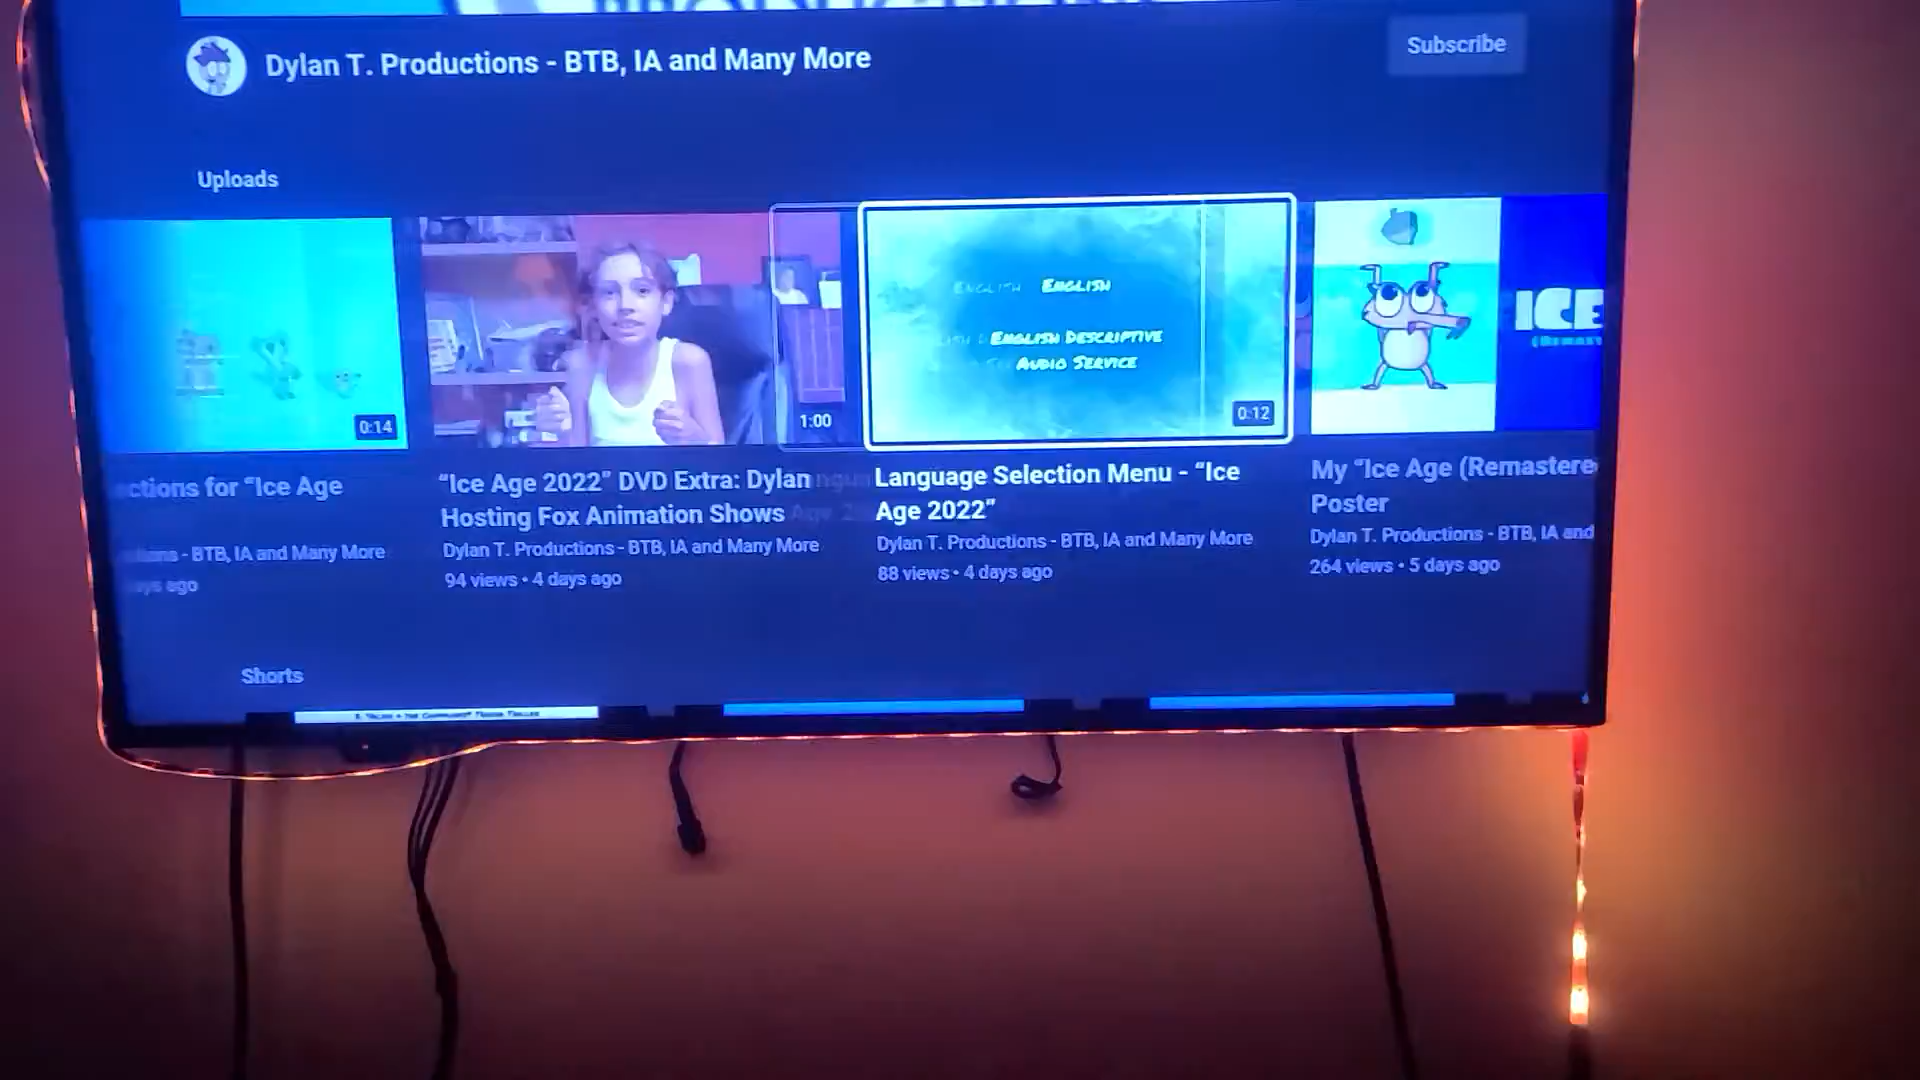 Dylan T. Productions - BTB, IA and Many More
Subscribe
Uploads
0:14
1:00
ENGLISH ENGLISH
ENGLISH DESCRIPTIVE
AUDIO SERVICE
0:12
ICE
ctions for “Ice Age
- BTB, IA and Many More
ago
“Ice Age 2022” DVD Extra: Dylan
Hosting Fox Animation Shows
Dylan T. Productions - BTB, IA and Many More
94 views • 4 days ago
Language Selection Menu - “Ice
Age 2022”
Dylan T. Productions - BTB, IA and Many More
88 views • 4 days ago
My “Ice Age (Remastere
Poster
Dylan T. Productions - BTB, IA and
264 views • 5 days ago
Shorts